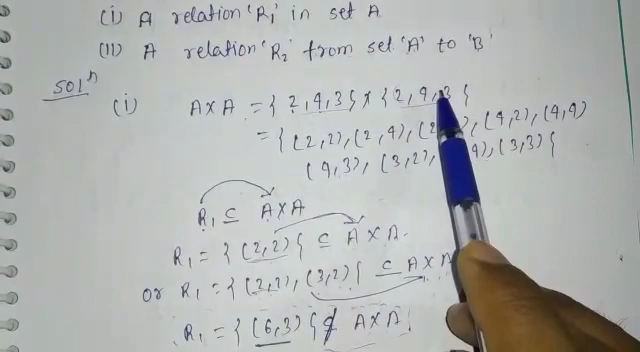 (i) A relation 'R₁' in set A
(II) A relation 'R₂' from set 'A' to 'B'
Solⁿ
(i) A×A = { 2,4,3} × {2,4,3}
= { (2,2), (2,4), (2 ), (4,2), (4,4)
(4,3), (3,2), 4), (3,3) }
R₁ ⊆ A×A
R₁ = { (2,2) } ⊆ A×A.
or R₁ = { (2,2), (3,2) } ⊆ A×A
R₁ = { (6,3) } ⊄ A×A